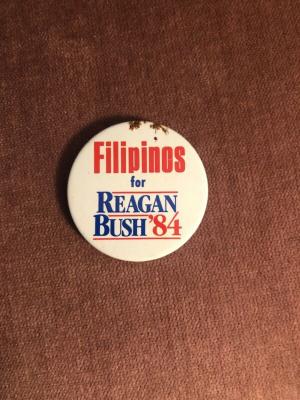 Filipinos
for
REAGAN
BUSH '84